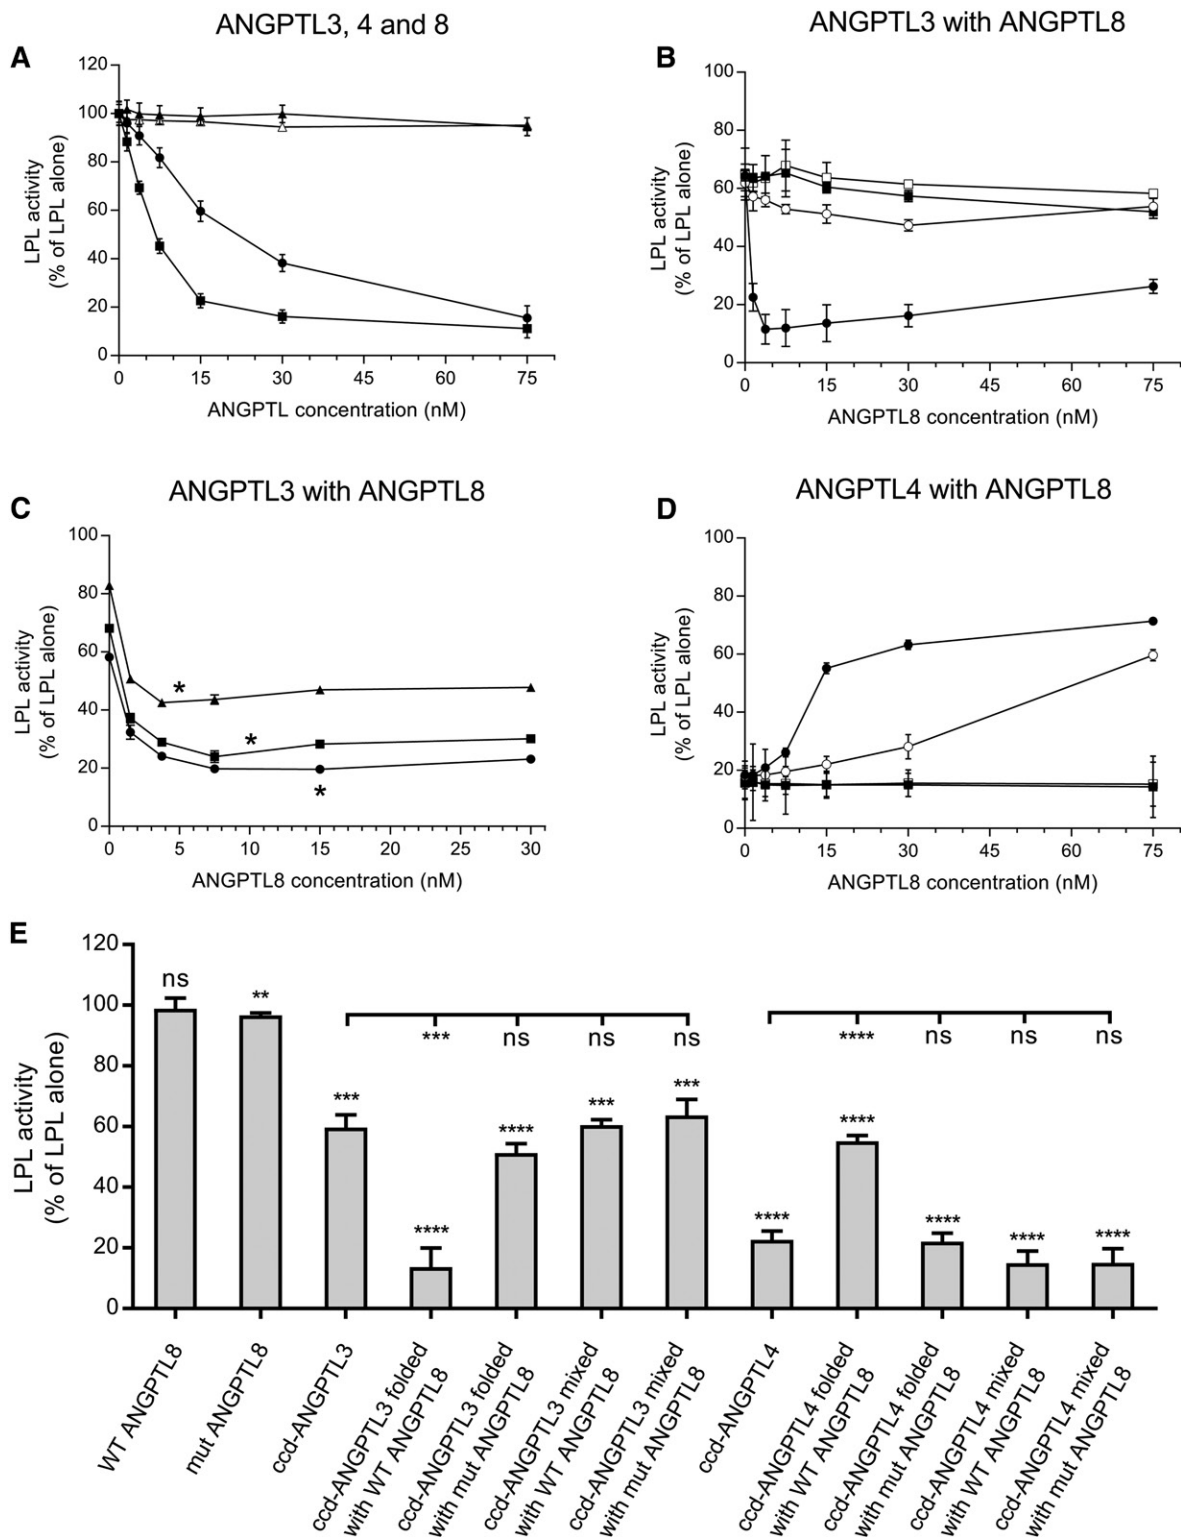 ANGPTL3, 4 and 8
A
120
100
80
60
40
20
0
LPL activity
(% of LPL alone)
0 15 30 45 60 75
ANGPTL concentration (nM)
ANGPTL3 with ANGPTL8
B
100
80
60
40
20
0
LPL activity
(% of LPL alone)
0 15 30 45 60 75
ANGPTL8 concentration (nM)
ANGPTL3 with ANGPTL8
C
100
80
60
40
20
0
LPL activity
(% of LPL alone)
*
*
*
0 5 10 15 20 25 30
ANGPTL8 concentration (nM)
ANGPTL4 with ANGPTL8
D
100
80
60
40
20
0
LPL activity
(% of LPL alone)
0 15 30 45 60 75
ANGPTL8 concentration (nM)
E
120
100
80
60
40
20
0
LPL activity
(% of LPL alone)
ns
**
*** ns ns ns
**** ns ns ns
***
****
****
***
***
****
****
****
****
****
WT ANGPTL8
mut ANGPTL8
ccd-ANGPTL3
ccd-ANGPTL3 folded
with WT ANGPTL8
ccd-ANGPTL3 folded
with mut ANGPTL8
ccd-ANGPTL3 mixed
with WT ANGPTL8
ccd-ANGPTL3 mixed
with mut ANGPTL8
ccd-ANGPTL4
ccd-ANGPTL4 folded
with WT ANGPTL8
ccd-ANGPTL4 folded
with mut ANGPTL8
ccd-ANGPTL4 mixed
with WT ANGPTL8
ccd-ANGPTL4 mixed
with mut ANGPTL8